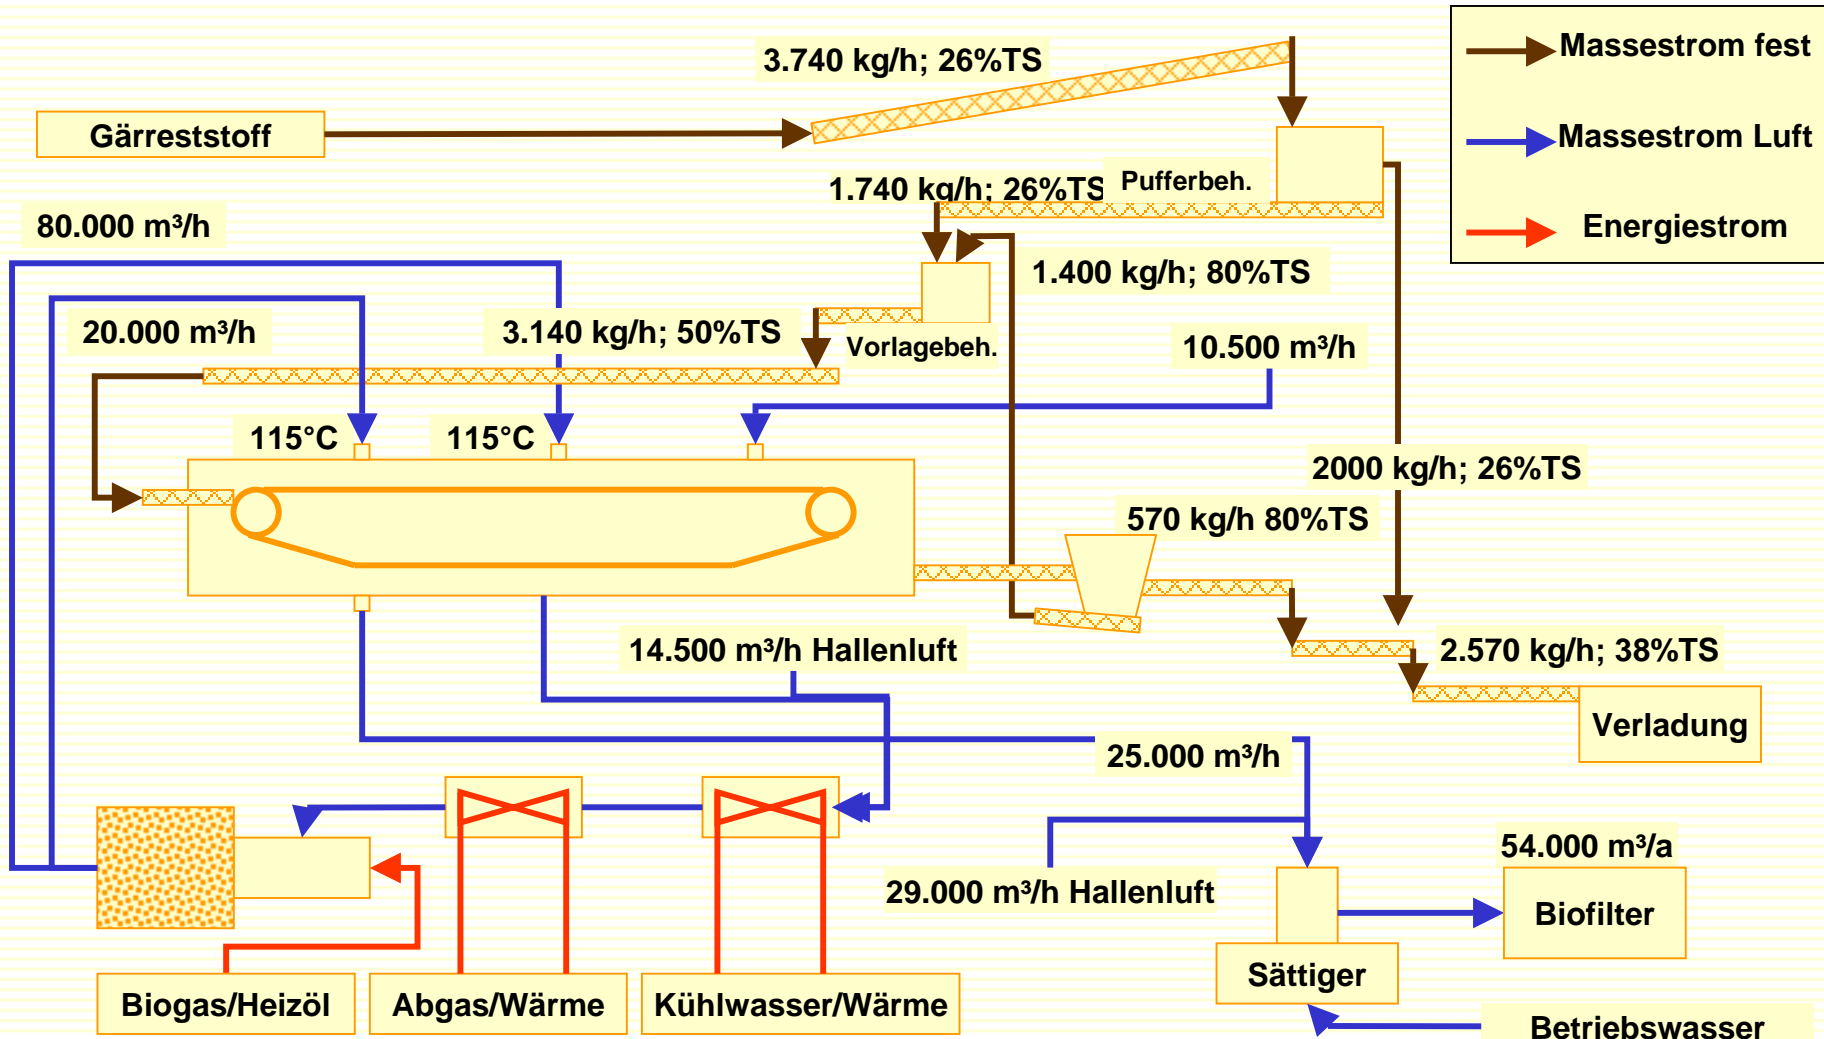 3.740 kg/h; 26%TS
Massestrom fest
Gärreststoff
Massestrom Luft
1.740 kg/h; 26%TS
Pufferbeh.
80.000 m³/h
Energiestrom
1.400 kg/h; 80%TS
20.000 m³/h
3.140 kg/h; 50%TS
Vorlagebeh.
10.500 m³/h
115°C
115°C
2000 kg/h; 26%TS
570 kg/h 80%TS
14.500 m³/h Hallenluft
2.570 kg/h; 38%TS
Verladung
25.000 m³/h
54.000 m³/a
29.000 m³/h Hallenluft
Biofilter
Sättiger
Biogas/Heizöl
Abgas/Wärme
Kühlwasser/Wärme
Betriebswasser